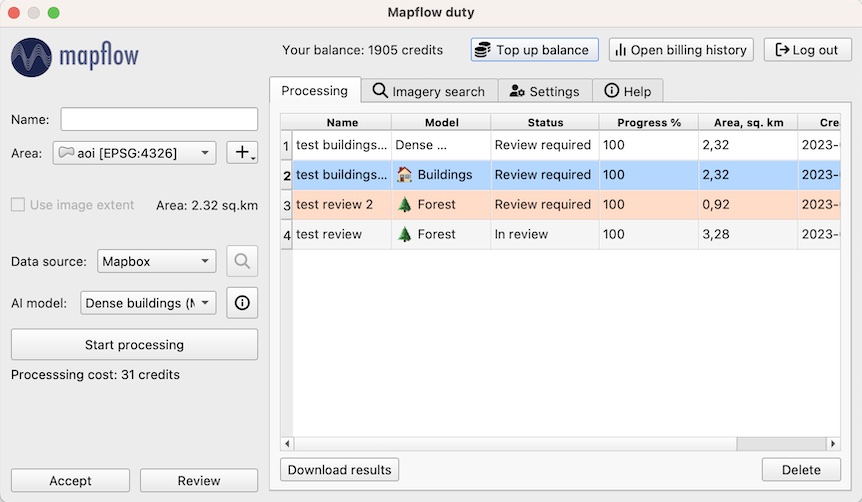 Mapflow duty
mapflow
Your balance: 1905 credits
Top up balance
Open billing history
Log out
Processing
Imagery search
Settings
Help
Name:
Area:
aoi [EPSG:4326]
Use image extent
Area: 2.32 sq.km
Data source:
Mapbox
AI model:
Dense buildings (M
Start processing
Processsing cost: 31 credits
Accept
Review
Name Model Status Progress % Area, sq. km Cre
1 test buildings... Dense ... Review required 100 2,32 2023-
2 test buildings... Buildings Review required 100 2,32 2023-
3 test review 2 Forest Review required 100 0,92 2023-
4 test review Forest In review 100 3,28 2023-
Download results
Delete